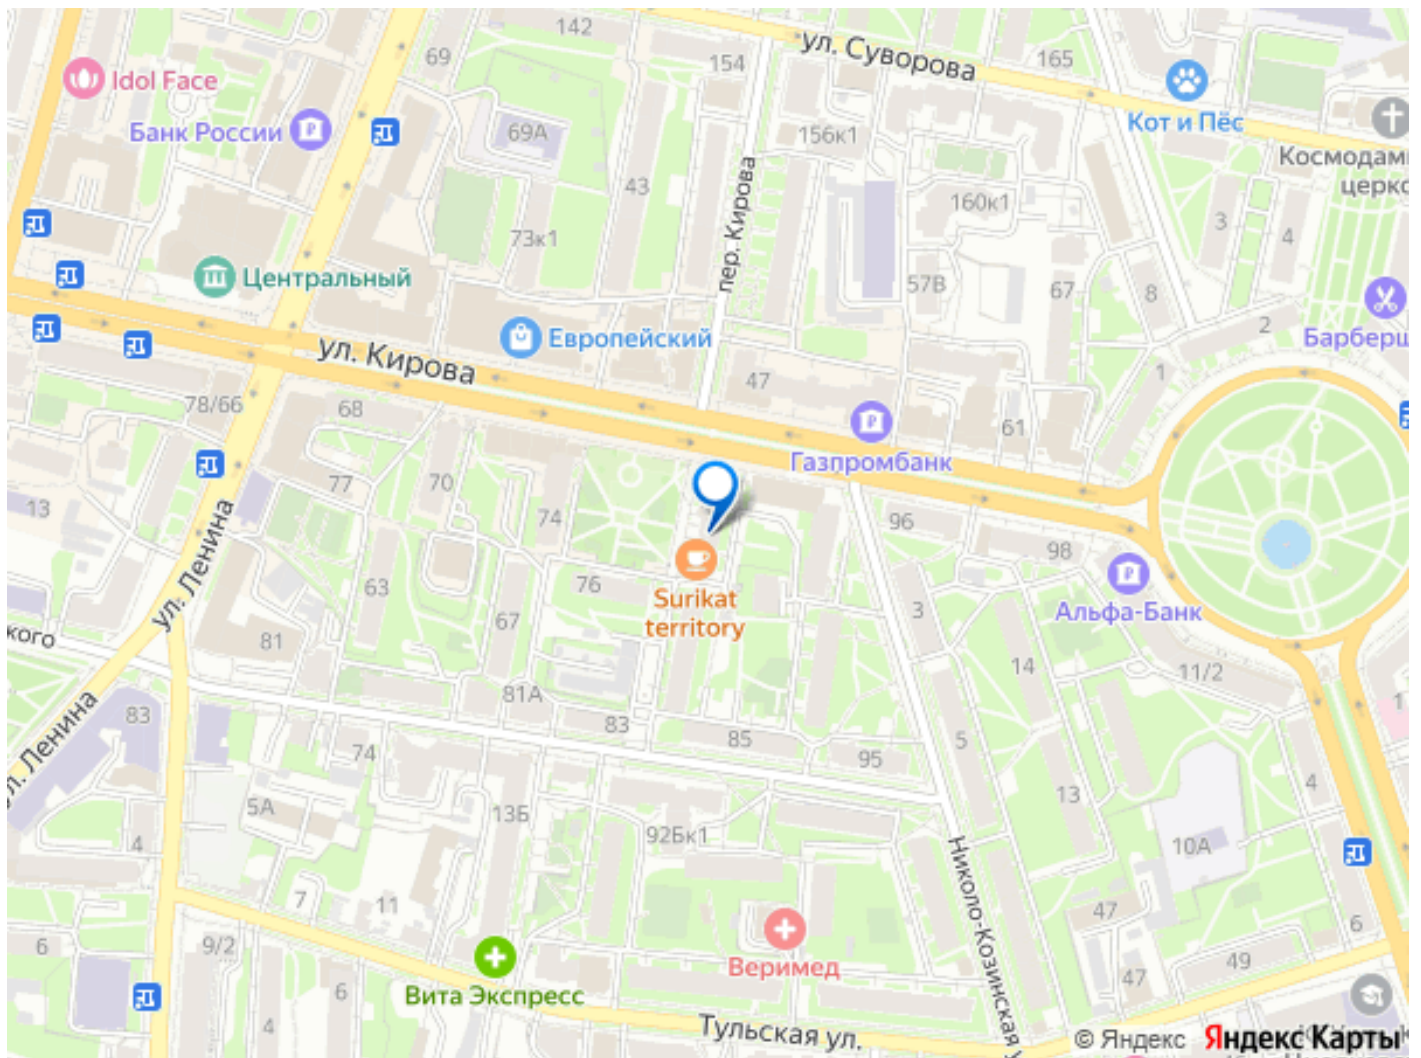 142
ул. Суворова
69
154
165
Idol Face
Кот и Пёс
Банк России
69А
156к1
Космодам
церко
43
пер. Кирова
160к1
3
4
73к1
Центральный
57В
67
8
2
Европейский
Барберш
ул. Кирова
47
1
78/66
68
61
Газпромбанк
77
70
13
74
96
ул. Ленина
98
63
76
Surikat
territory
3
Альфа-Банк
67
кого
81
14
11/2
81А
83
ул. Ленина
83
85
5
1
74
95
4
13
5А
13Б
92Бк1
4
10А
Николо-Козинская у
7
11
47
6
6
9/2
Веримед
49
47
Вита Экспресс
6
4
Тульская ул.
© Яндекс
Яндекс Карты